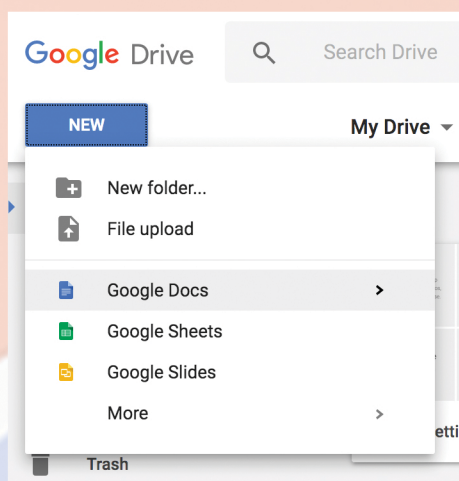 Google Drive
Search Drive
NEW
My Drive
New folder...
File upload
Google Docs
Google Sheets
Google Slides
More
etti
Trash